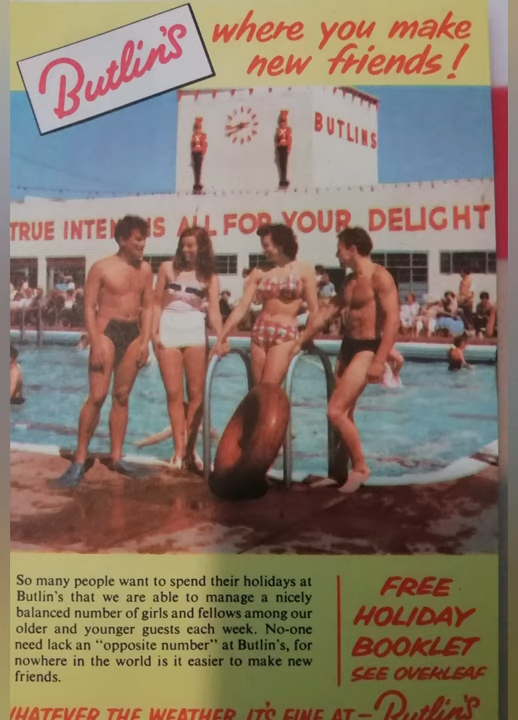 Butlin's
where you make
new friends!
BUTLINS
TRUE INTEN IS ALL FOR YOUR DELIGHT
So many people want to spend their holidays at
Butlin's that we are able to manage a nicely
balanced number of girls and fellows among our
older and younger guests each week. No-one
need lack an "opposite number" at Butlin's, for
nowhere in the world is it easier to make new
friends.
FREE
HOLIDAY
BOOKLET
SEE OVERLEAF
WHATEVER THE WEATHER IT'S FINE AT—Butlin's